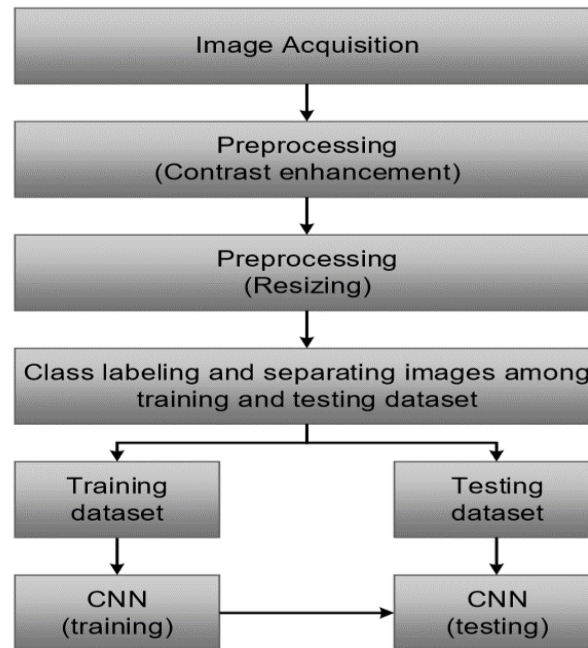 Image Acquisition
Preprocessing
(Contrast enhancement)
Preprocessing
(Resizing)
Class labeling and separating images among
training and testing dataset
Training
dataset
Testing
dataset
CNN
(training)
CNN
(testing)